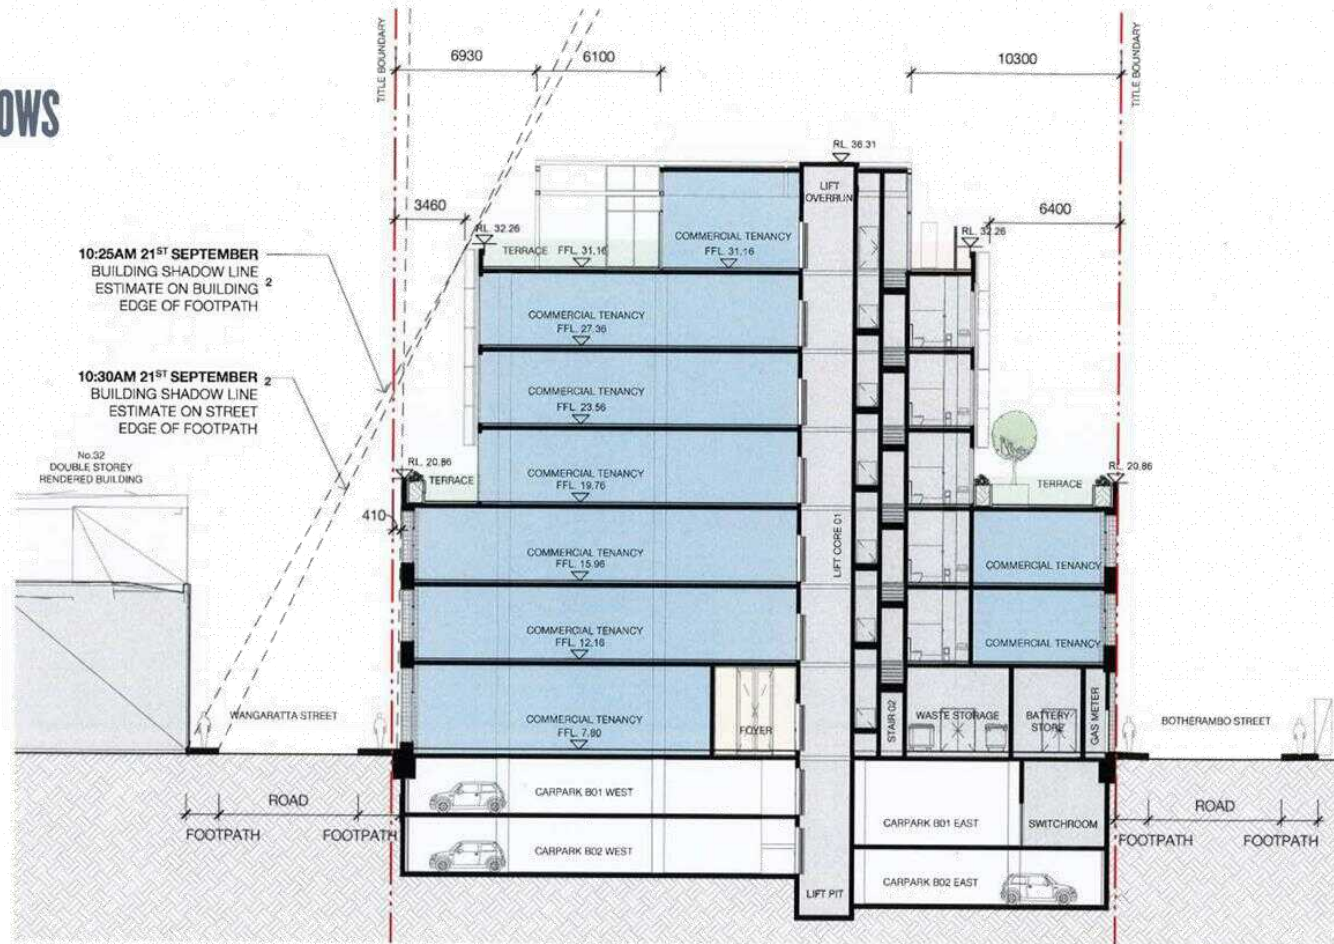 OWS
TITLE BOUNDARY
6930
6100
10300
TITLE BOUNDARY
RL. 36.31
LIFT
OVERRUN
3460
6400
RL. 32.26
RL. 32.26
COMMERCIAL TENANCY
FFL. 31.16
TERRACE FFL. 31.16
10:25AM 21ST SEPTEMBER
BUILDING SHADOW LINE
ESTIMATE ON BUILDING 2
EDGE OF FOOTPATH
COMMERCIAL TENANCY
FFL. 27.36
10:30AM 21ST SEPTEMBER 2
BUILDING SHADOW LINE
ESTIMATE ON STREET
EDGE OF FOOTPATH
COMMERCIAL TENANCY
FFL. 23.56
No.32
DOUBLE STOREY
RENDERED BUILDING
RL. 20.86
TERRACE
COMMERCIAL TENANCY
FFL. 19.76
TERRACE
RL. 20.86
410
COMMERCIAL TENANCY
FFL. 15.96
LIFT CORE 01
COMMERCIAL TENANCY
COMMERCIAL TENANCY
FFL. 12.16
COMMERCIAL TENANCY
WANGARATTA STREET
COMMERCIAL TENANCY
FFL. 7.80
FOYER
STAIR 02
WASTE STORAGE
BATTERY
STORE
GAS METER
BOTHERAMBO STREET
ROAD
FOOTPATH
FOOTPATH
CARPARK B01 WEST
CARPARK B01 EAST
SWITCHROOM
ROAD
FOOTPATH
FOOTPATH
CARPARK B02 WEST
CARPARK B02 EAST
LIFT PIT